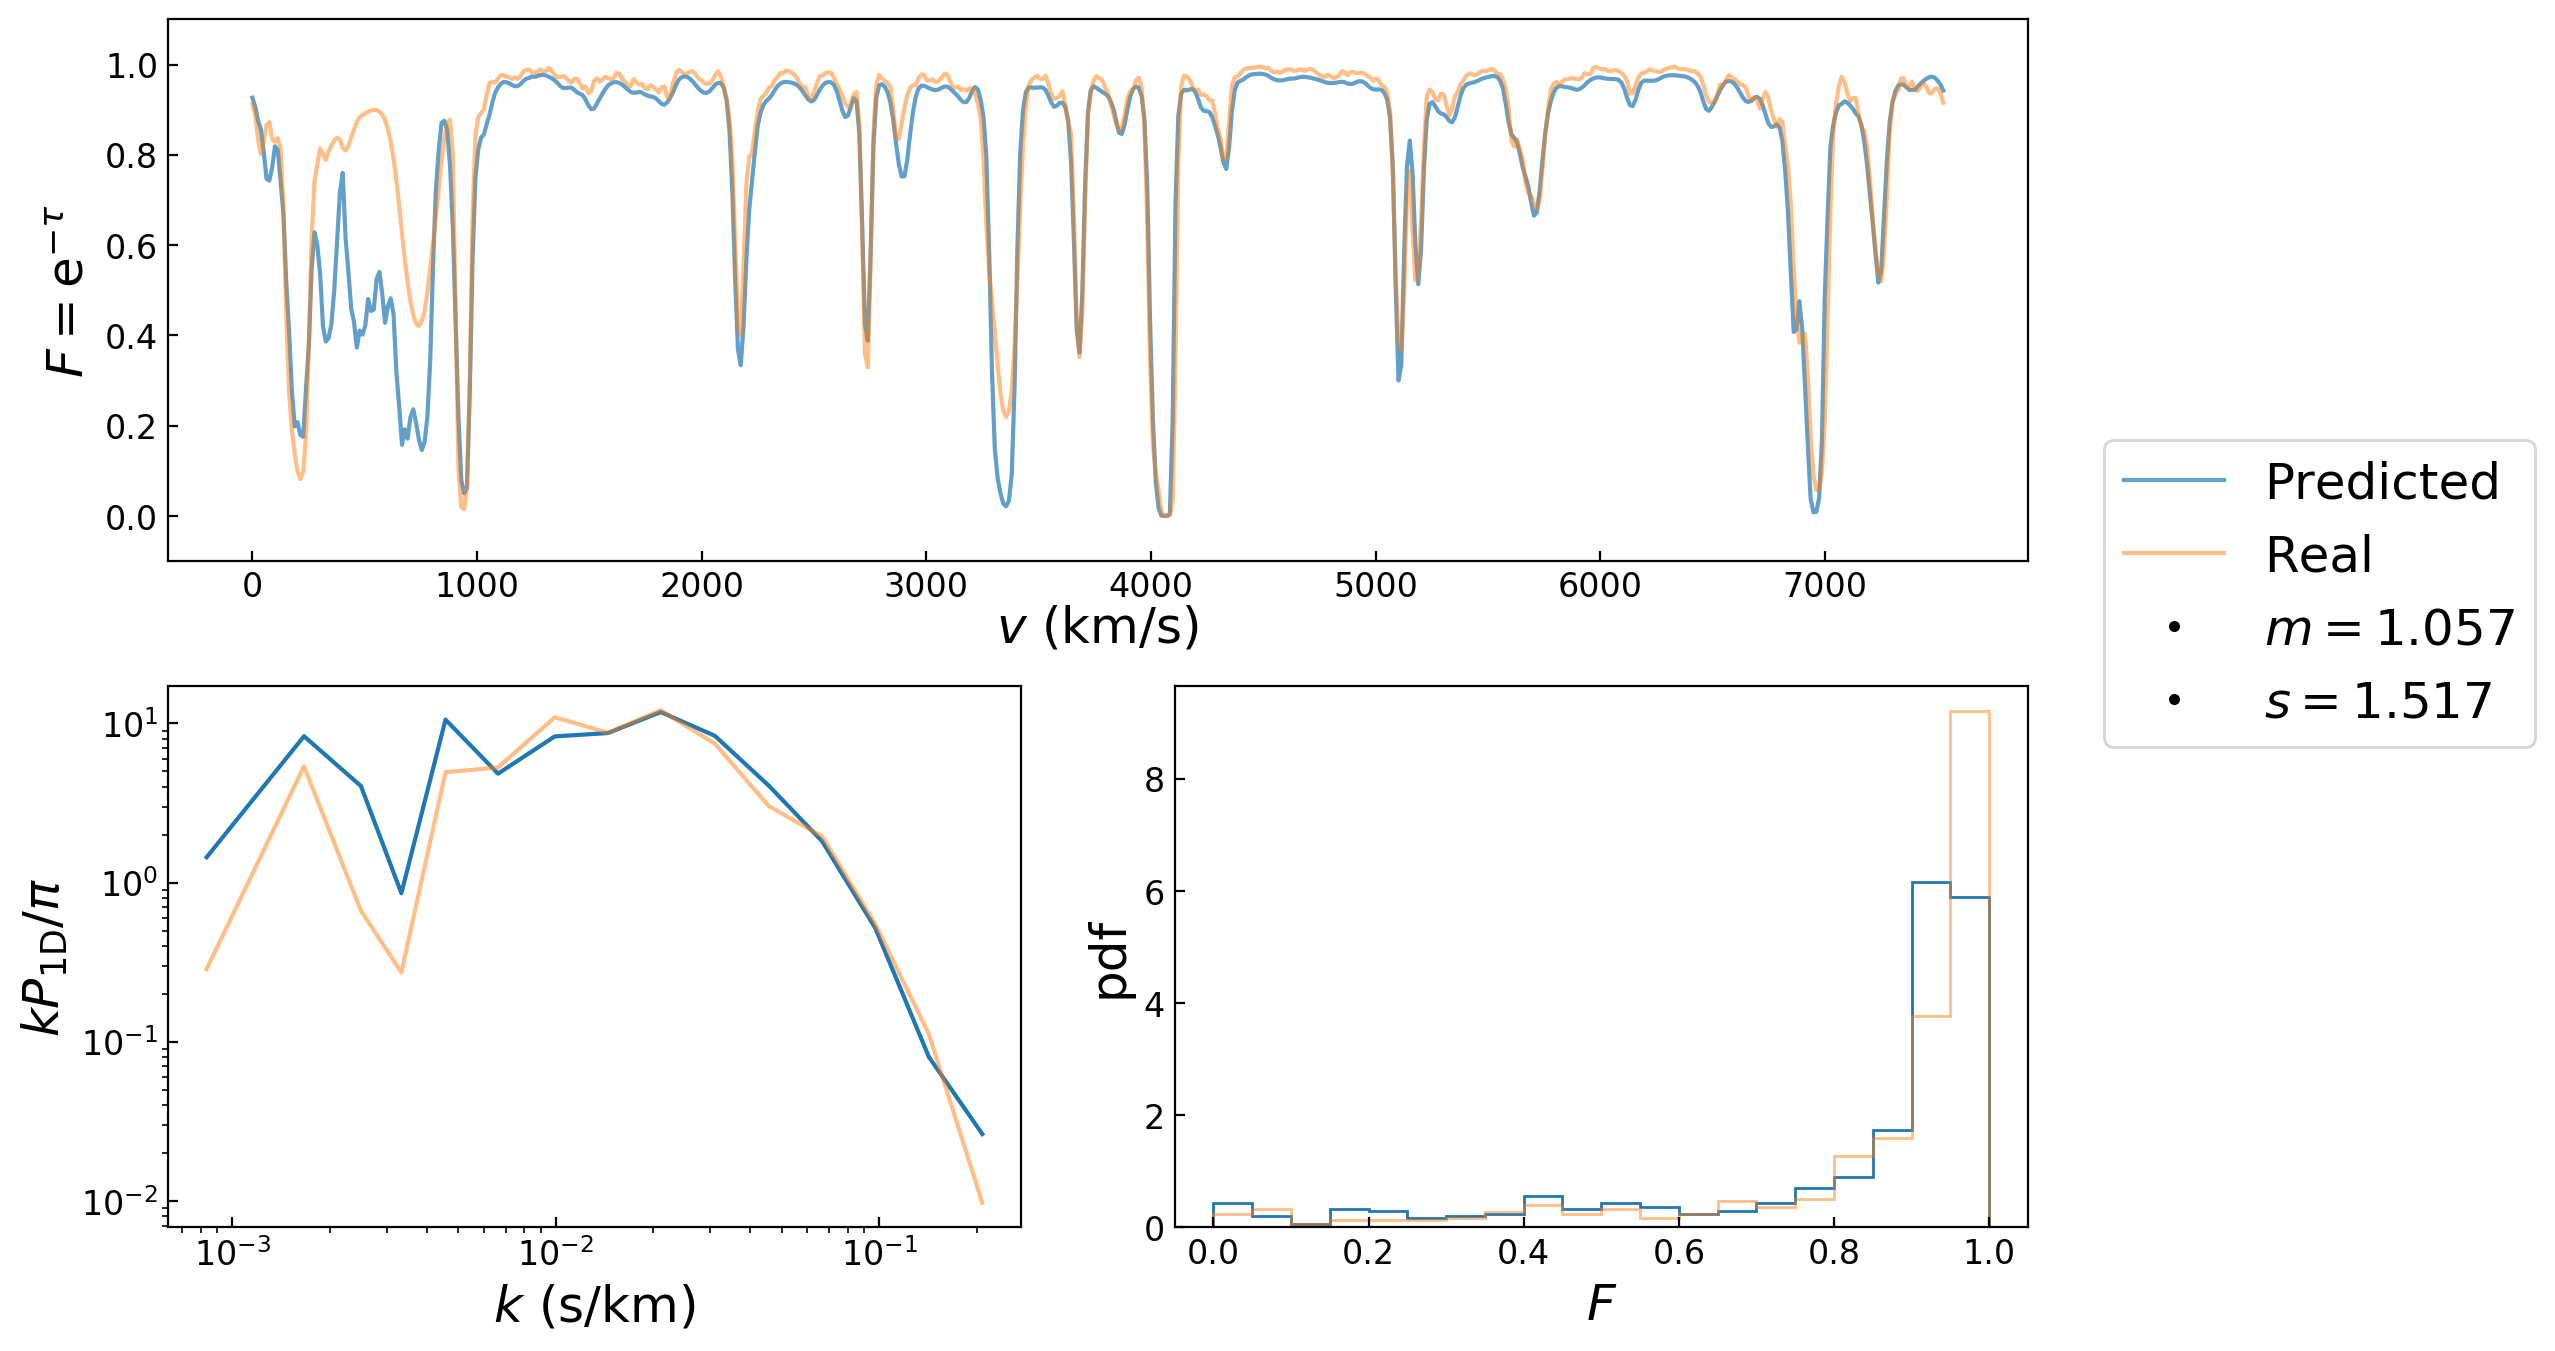 F = e^{−τ}
1.0
0.8
0.6
0.4
0.2
0.0
0 1000 2000 3000 4000 5000 6000 7000
v (km/s)
Predicted
Real
m = 1.057
s = 1.517
kP_{1D}/π
10^1
10^0
10^{−1}
10^{−2}
10^{−3} 10^{−2} 10^{−1}
k (s/km)
pdf
8
6
4
2
0
0.0 0.2 0.4 0.6 0.8 1.0
F